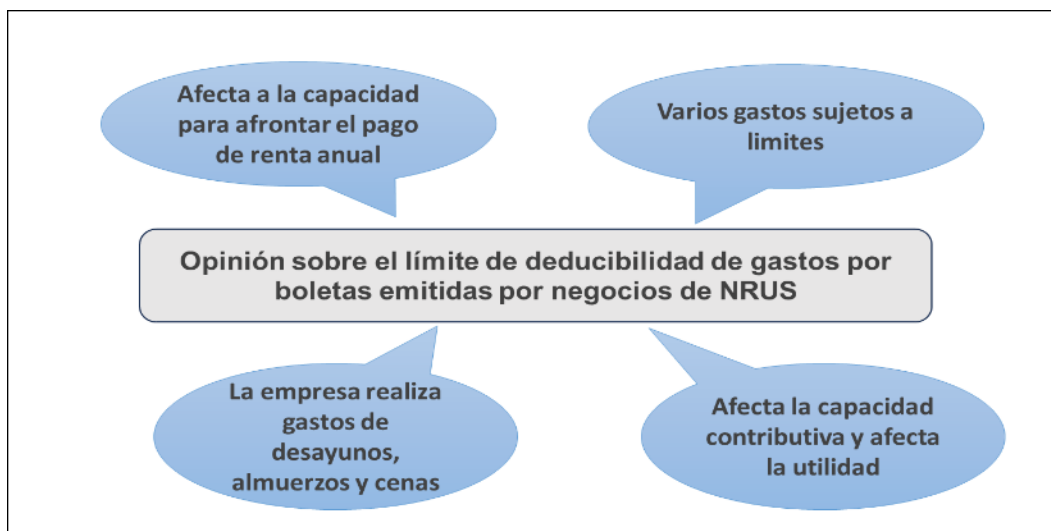 Afecta a la capacidad
para afrontar el pago
de renta anual
Varios gastos sujetos a
limites
Opinión sobre el límite de deducibilidad de gastos por
boletas emitidas por negocios de NRUS
La empresa realiza
gastos de
desayunos,
almuerzos y cenas
Afecta la capacidad
contributiva y afecta
la utilidad